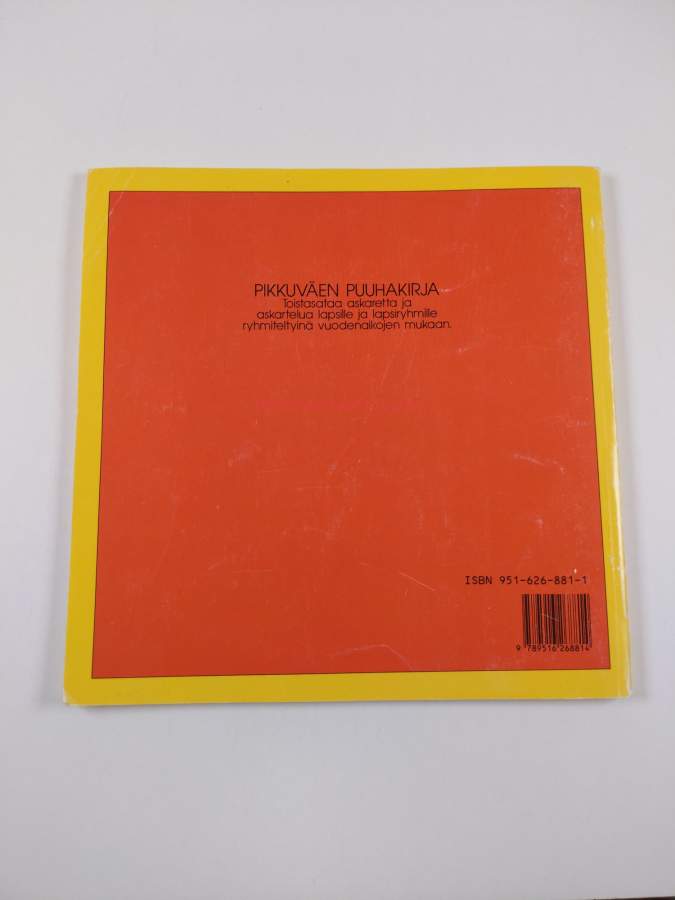 PIKKUVÄEN PUUHAKIRJA
Toistasataa askaretta ja
askartelua lapsille ja lapsiryhmille
ryhmiteltyinä vuodenaikojen mukaan.
ISBN 951-626-881-1
9 789516 268814